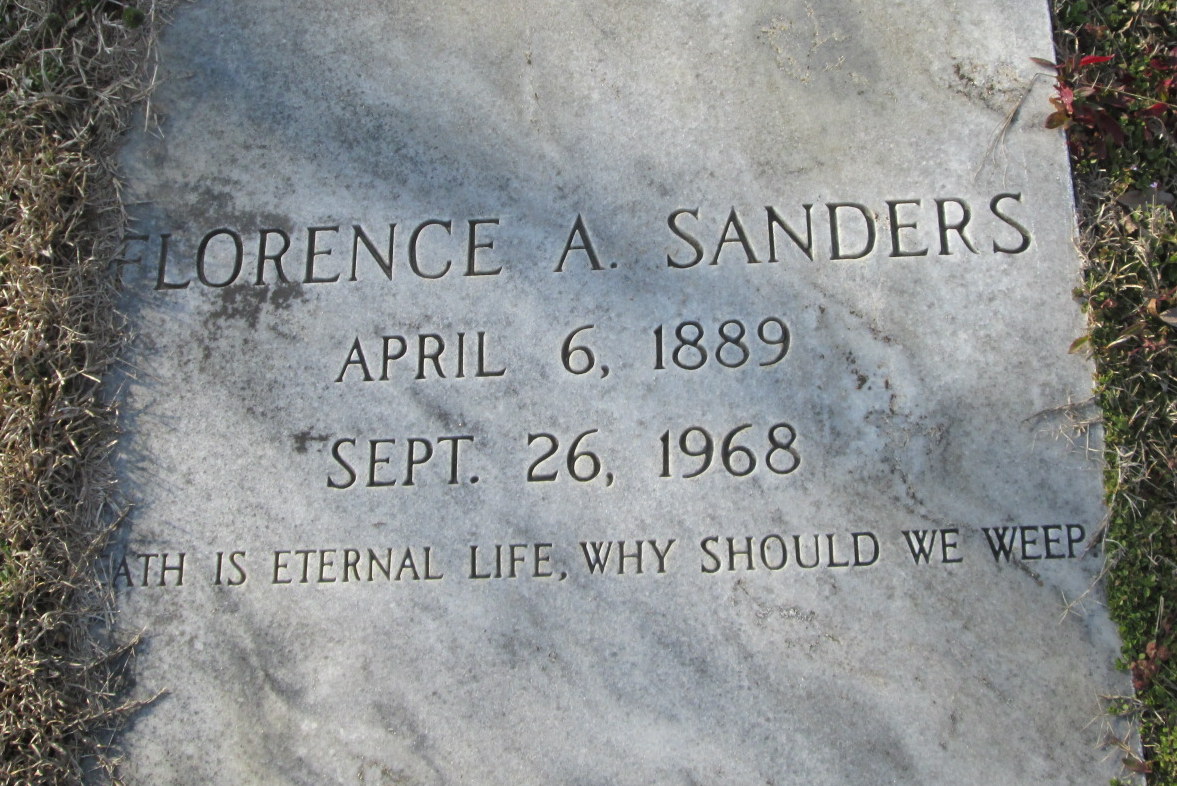 FLORENCE A. SANDERS
APRIL 6, 1889
SEPT. 26, 1968
ATH IS ETERNAL LIFE, WHY SHOULD WE WEEP.